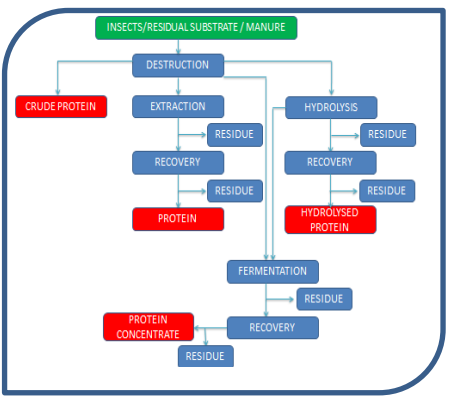 INSECTS/RESIDUAL SUBSTRATE / MANURE
DESTRUCTION
CRUDE PROTEIN
EXTRACTION
HYDROLYSIS
RESIDUE
RESIDUE
RECOVERY
RECOVERY
RESIDUE
RESIDUE
PROTEIN
HYDROLYSED
PROTEIN
FERMENTATION
RESIDUE
PROTEIN
CONCENTRATE
RECOVERY
RESIDUE